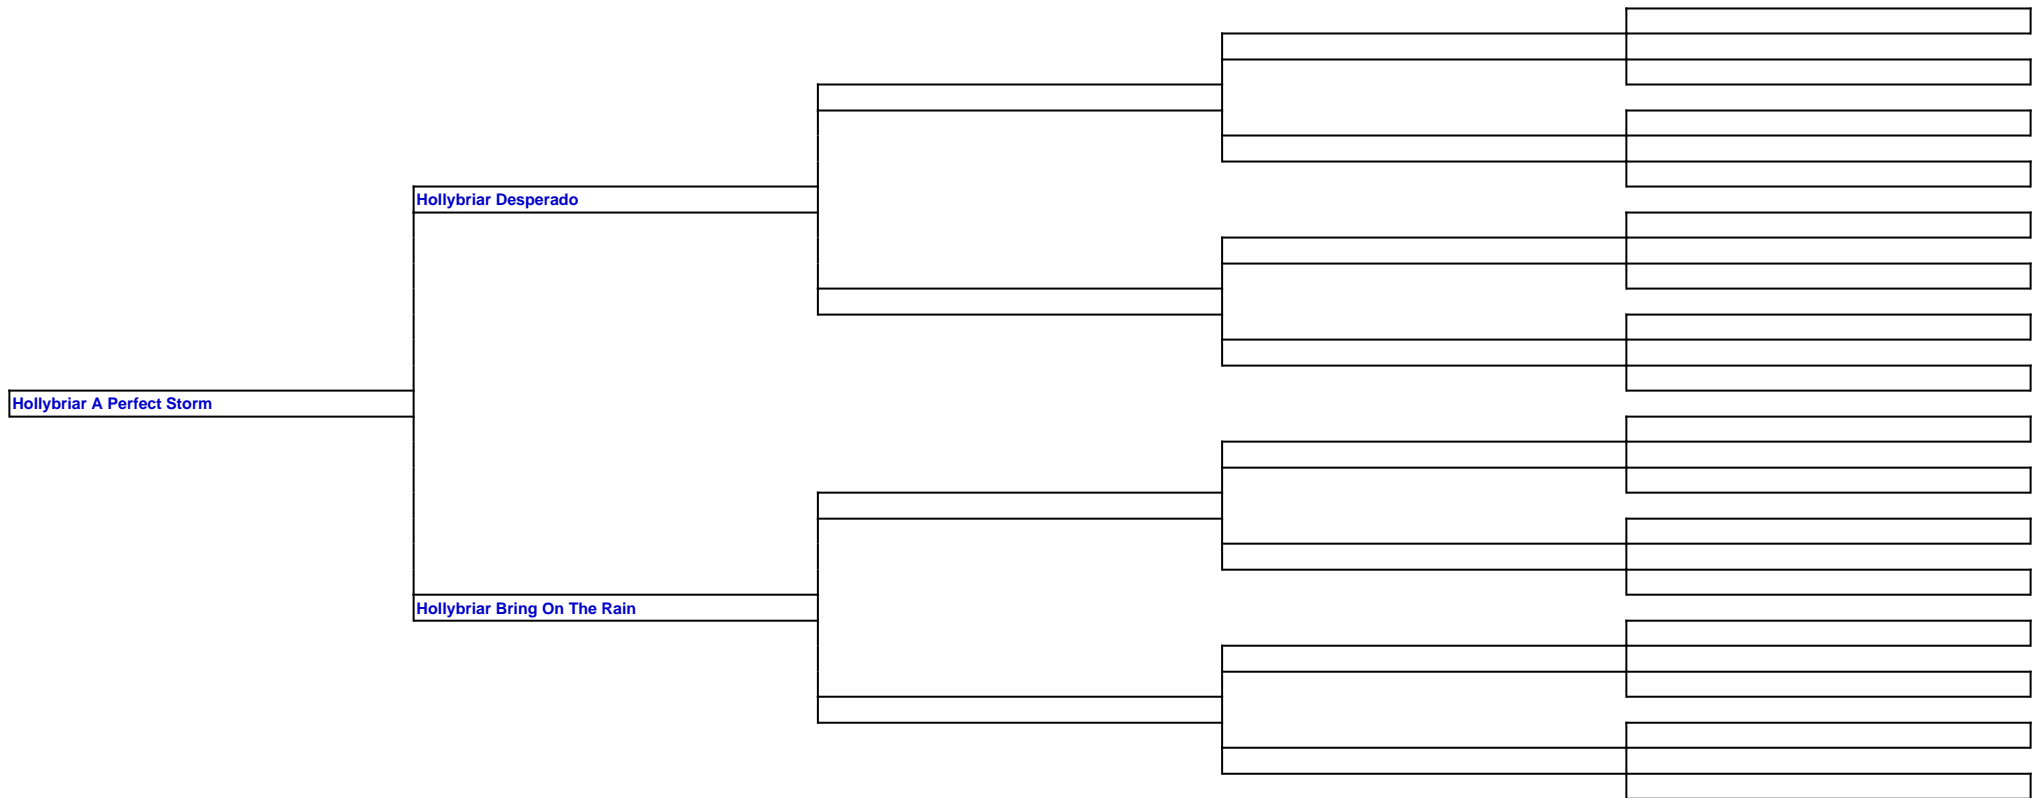 Hollybriar Desperado
Hollybriar A Perfect Storm
Hollybriar Bring On The Rain